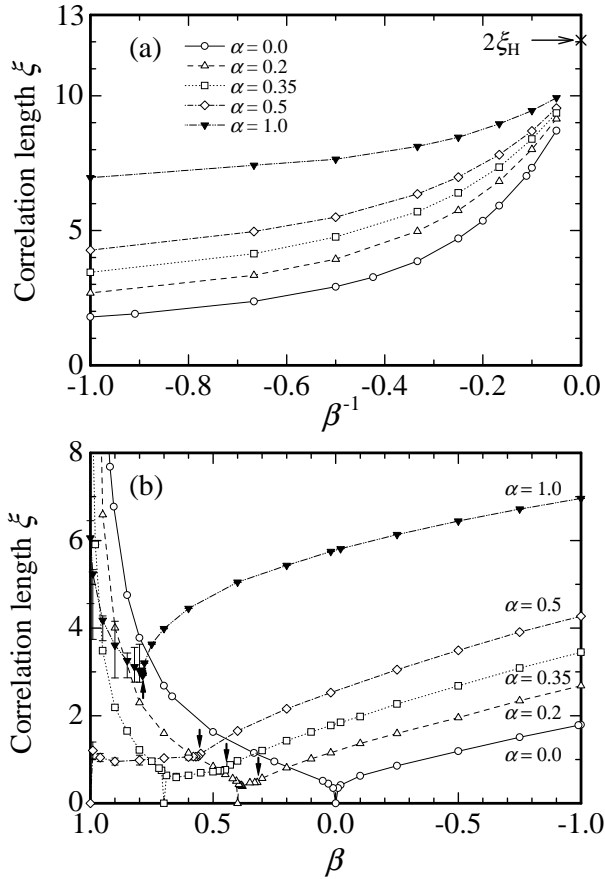 15
(a)
α = 0.0
α = 0.2
α = 0.35
α = 0.5
α = 1.0
2ξH
10
5
0
Correlation length ξ
-1.0 -0.8 -0.6 -0.4 -0.2 0.0
β-1
8
(b)
α = 1.0
6
α = 0.5
4
α = 0.35
α = 0.2
2
α = 0.0
0
Correlation length ξ
1.0 0.5 0.0 -0.5 -1.0
β